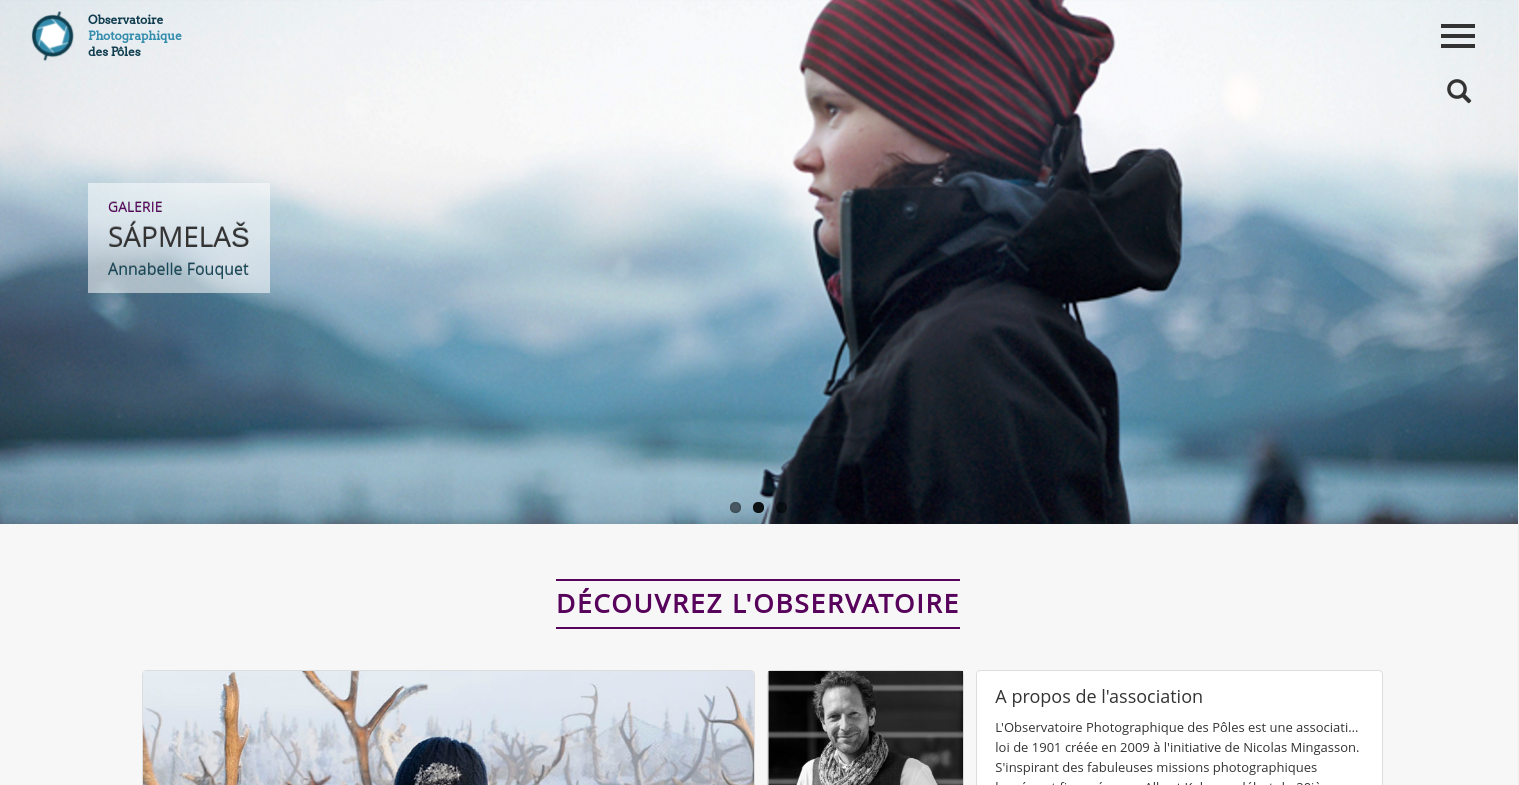 Observatoire
Photographique
des Pôles
GALERIE
SÁPMELAŠ
Annabelle Fouquet
DÉCOUVREZ L'OBSERVATOIRE
A propos de l'association
L'Observatoire Photographique des Pôles est une associati...
loi de 1901 créée en 2009 à l'initiative de Nicolas Mingasson.
S'inspirant des fabuleuses missions photographiques